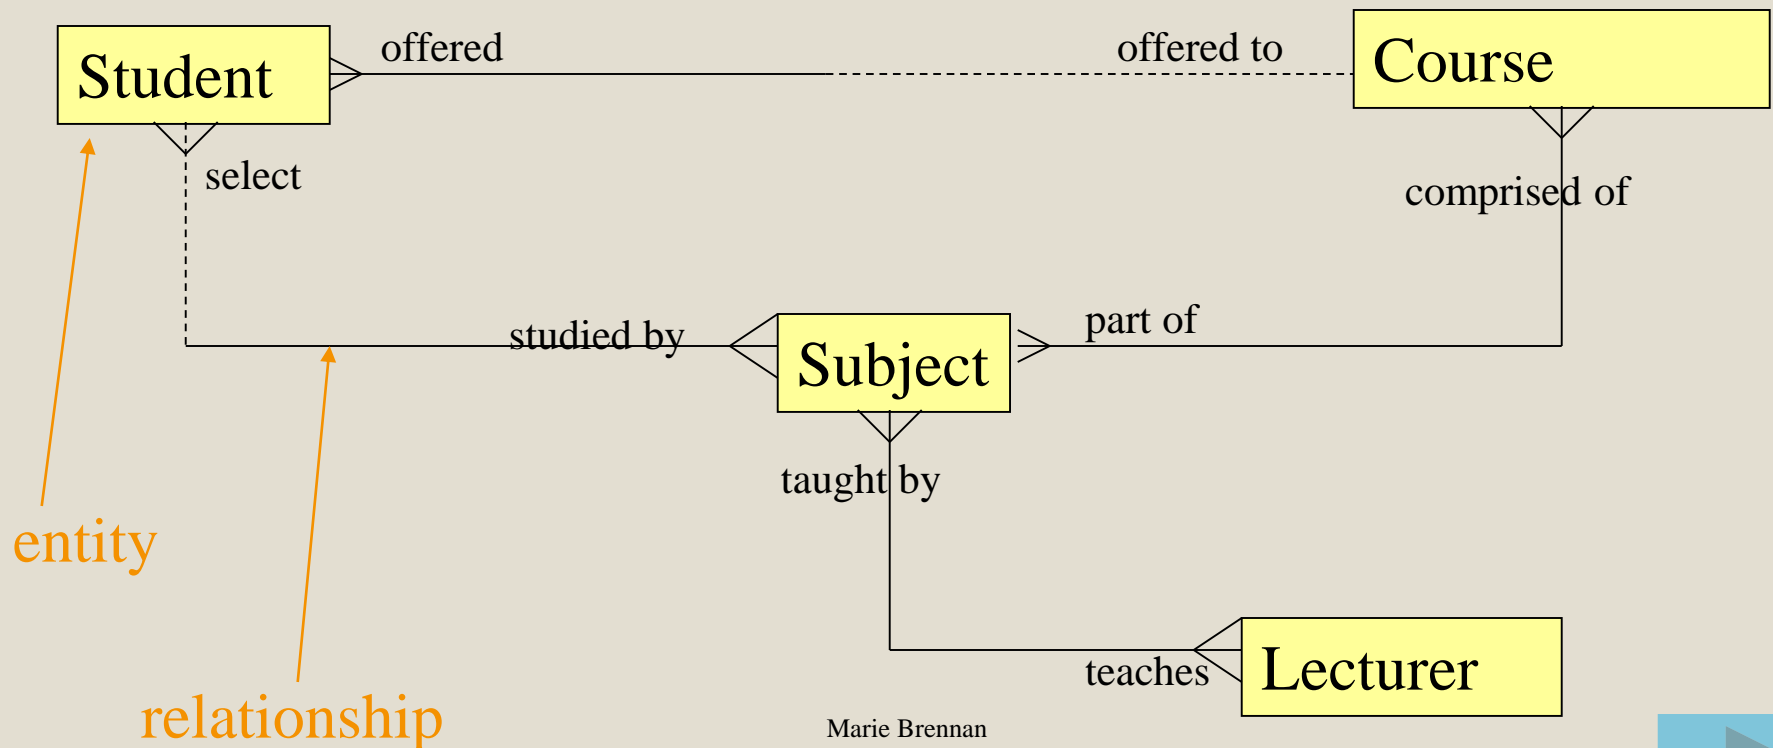 Student
offered
offered to
Course
select
comprised of
studied by
Subject
part of
taught by
entity
teaches
Lecturer
relationship
Marie Brennan